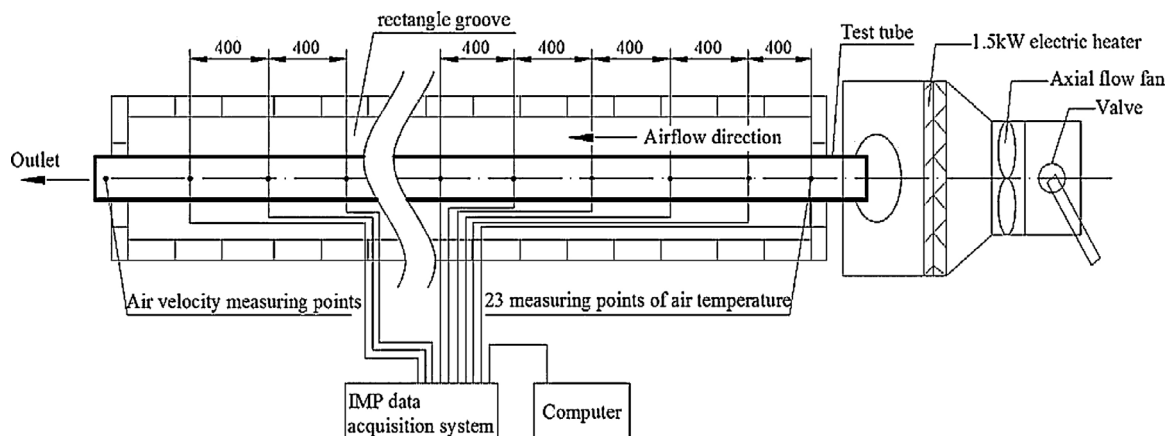 rectangle groove
400
400
400
400
400
400
400
Test tube
1.5kW electric heater
Axial flow fan
Valve
Airflow direction
Outlet
Air velocity measuring points
23 measuring points of air temperature
IMP data
acquisition system
Computer